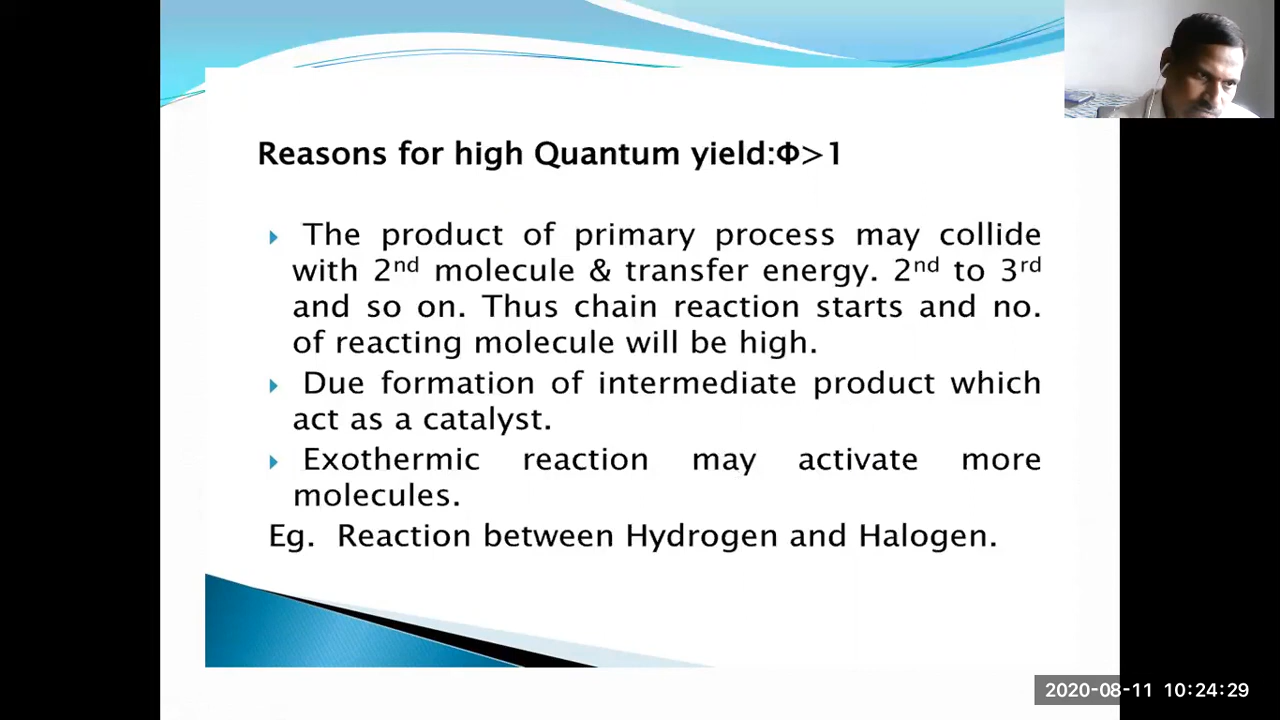 Reasons for high Quantum yield:Φ>1
The product of primary process may collide
with 2nd molecule & transfer energy. 2nd to 3rd
and so on. Thus chain reaction starts and no.
of reacting molecule will be high.
Due formation of intermediate product which
act as a catalyst.
Exothermic reaction may activate more
molecules.
Eg. Reaction between Hydrogen and Halogen.
2020-08-11 10:24:29